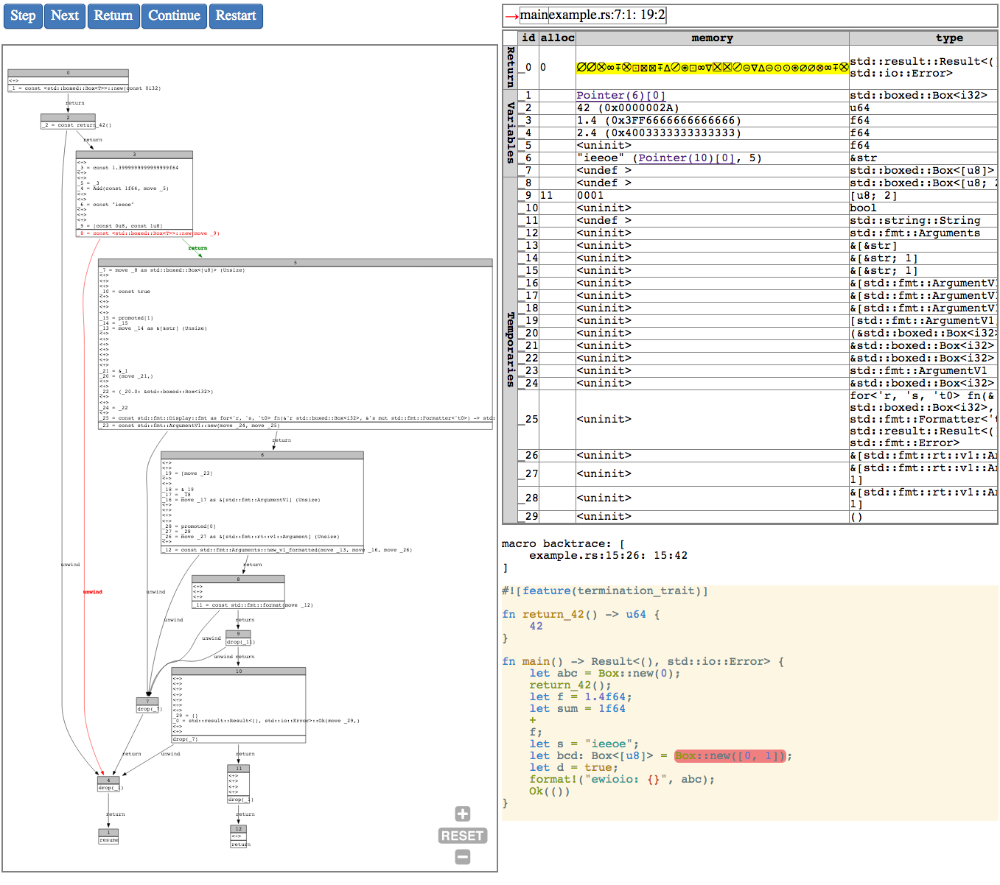 Step Next Return Continue Restart
0
<+>
_1 = const <std::boxed::Box<T>>::new(const 0i32)
return
2
_2 = const return_42()
return
3
<+>
_3 = const 1.3999999999999999f64
<+>
<+>
_5 = _3
_4 = Add(const 1f64, move _5)
<+>
<+>
_6 = const "ieeoe"
<+>
<+>
<+>
_9 = [const 0u8, const 1u8]
_8 = const <std::boxed::Box<T>>::new(move _9)
return
5
_7 = move _8 as std::boxed::Box<[u8]> (Unsize)
<+>
<+>
<+>
_10 = const true
<+>
<+>
<+>
<+>
_15 = promoted[1]
_14 = _15
_13 = move _14 as &[&str] (Unsize)
<+>
<+>
<+>
<+>
<+>
<+>
<+>
_21 = &_1
_20 = (move _21,)
<+>
<+>
_22 = (_20.0: &std::boxed::Box<i32>)
<+>
<+>
_24 = _22
<+>
_25 = const std::fmt::Display::fmt as for<'r, 's, 't0> fn(&'r std::boxed::Box<i32>, &'s mut std::fmt::Formatter<'t0>) -> std:
_23 = const std::fmt::ArgumentV1::new(move _24, move _25)
return
6
<+>
<+>
_19 = [move _23]
<+>
<+>
_18 = &_19
_17 = _18
_16 = move _17 as &[std::fmt::ArgumentV1] (Unsize)
<+>
<+>
<+>
<+>
_28 = promoted[0]
_27 = _28
_26 = move _27 as &[std::fmt::rt::v1::Argument] (Unsize)
<+>
_12 = const std::fmt::Arguments::new_v1_formatted(move _13, move _16, move _26)
unwind
return
unwind
unwind
8
<+>
<+>
<+>
_11 = const std::fmt::format(move _12)
unwind
return
9
drop(_11)
unwind
unwind return
10
<+>
<+>
<+>
<+>
<+>
<+>
<+>
_29 = ()
_0 = std::result::Result<(), std::io::Error>::Ok(move _29,)
<+>
<+>
drop(_7)
7
drop(_7)
return
unwind
return
11
<+>
<+>
<+>
<+>
drop(_1)
4
drop(_1)
return
return
1
resume
12
<+>
return
RESET
→ main example.rs:7:1: 19:2
id alloc memory type
Return
_0 0 std::result::Result<(
std::io::Error>
Variables
_1 Pointer(6)[0] std::boxed::Box<i32>
_2 42 (0x0000002A) u64
_3 1.4 (0x3FF6666666666666) f64
_4 2.4 (0x4003333333333333) f64
_5 <uninit> f64
_6 "ieeoe" (Pointer(10)[0], 5) &str
_7 <undef > std::boxed::Box<[u8]>
Temporaries
_8 <undef > std::boxed::Box<[u8; 2
_9 11 0001 [u8; 2]
_10 <uninit> bool
_11 <undef > std::string::String
_12 <uninit> std::fmt::Arguments
_13 <uninit> &[&str]
_14 <uninit> &[&str; 1]
_15 <uninit> &[&str; 1]
_16 <uninit> &[std::fmt::ArgumentV1
_17 <uninit> &[std::fmt::ArgumentV1
_18 <uninit> &[std::fmt::ArgumentV1
_19 <uninit> [std::fmt::ArgumentV1;
_20 <uninit> (&std::boxed::Box<i32>
_21 <uninit> &std::boxed::Box<i32>
_22 <uninit> &std::boxed::Box<i32>
_23 <uninit> std::fmt::ArgumentV1
_24 <uninit> &std::boxed::Box<i32>
_25 <uninit> for<'r, 's, 't0> fn(&
std::boxed::Box<i32>,
std::fmt::Formatter<'t
std::result::Result<(
std::fmt::Error>
_26 <uninit> &[std::fmt::rt::v1::Ar
_27 <uninit> &[std::fmt::rt::v1::Ar
1]
_28 <uninit> &[std::fmt::rt::v1::Ar
1]
_29 <uninit> ()
macro backtrace: [
example.rs:15:26: 15:42
]
#![feature(termination_trait)]
fn return_42() -> u64 {
42
}
fn main() -> Result<(), std::io::Error> {
let abc = Box::new(0);
return_42();
let f = 1.4f64;
let sum = 1f64
+
f;
let s = "ieeoe";
let bcd: Box<[u8]> = Box::new([0, 1]);
let d = true;
format!("ewioio: {}", abc);
Ok(())
}